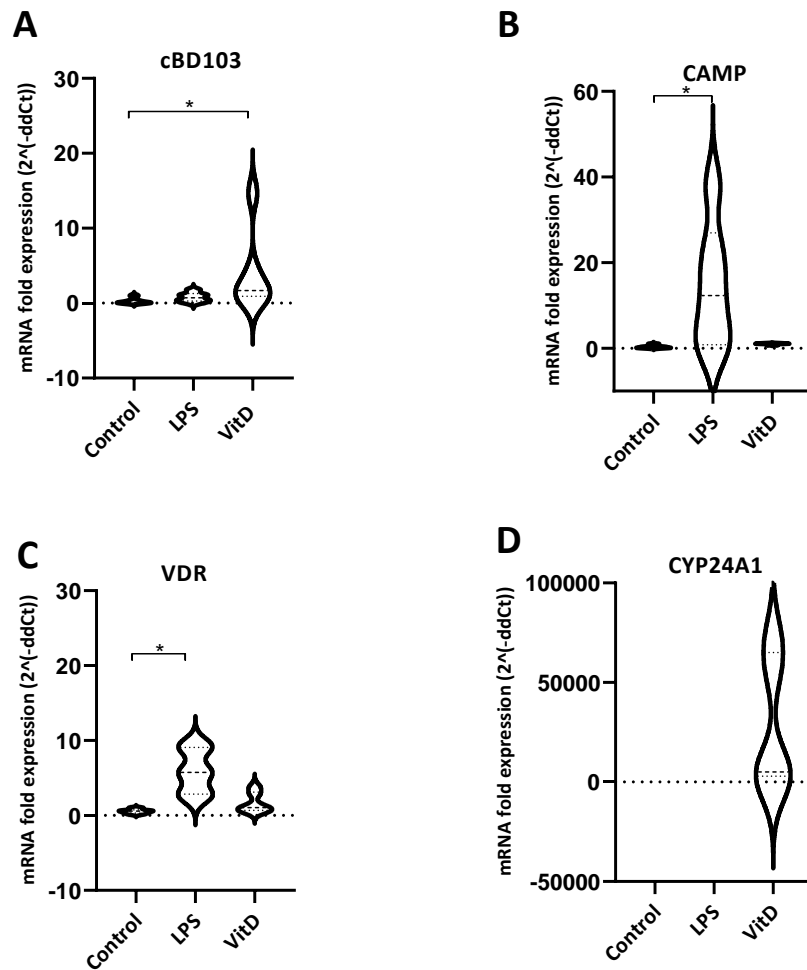 A
cBD103
mRNA fold expression (2^(-ddCt))
30
20
10
0
-10
*
Control
LPS
VitD
B
CAMP
mRNA fold expression (2^(-ddCt))
60
40
20
0
*
Control
LPS
VitD
C
VDR
mRNA fold expression (2^(-ddCt))
30
20
10
0
-10
*
Control
LPS
VitD
D
CYP24A1
mRNA fold expression (2^(-ddCt))
100000
50000
0
-50000
Control
LPS
VitD